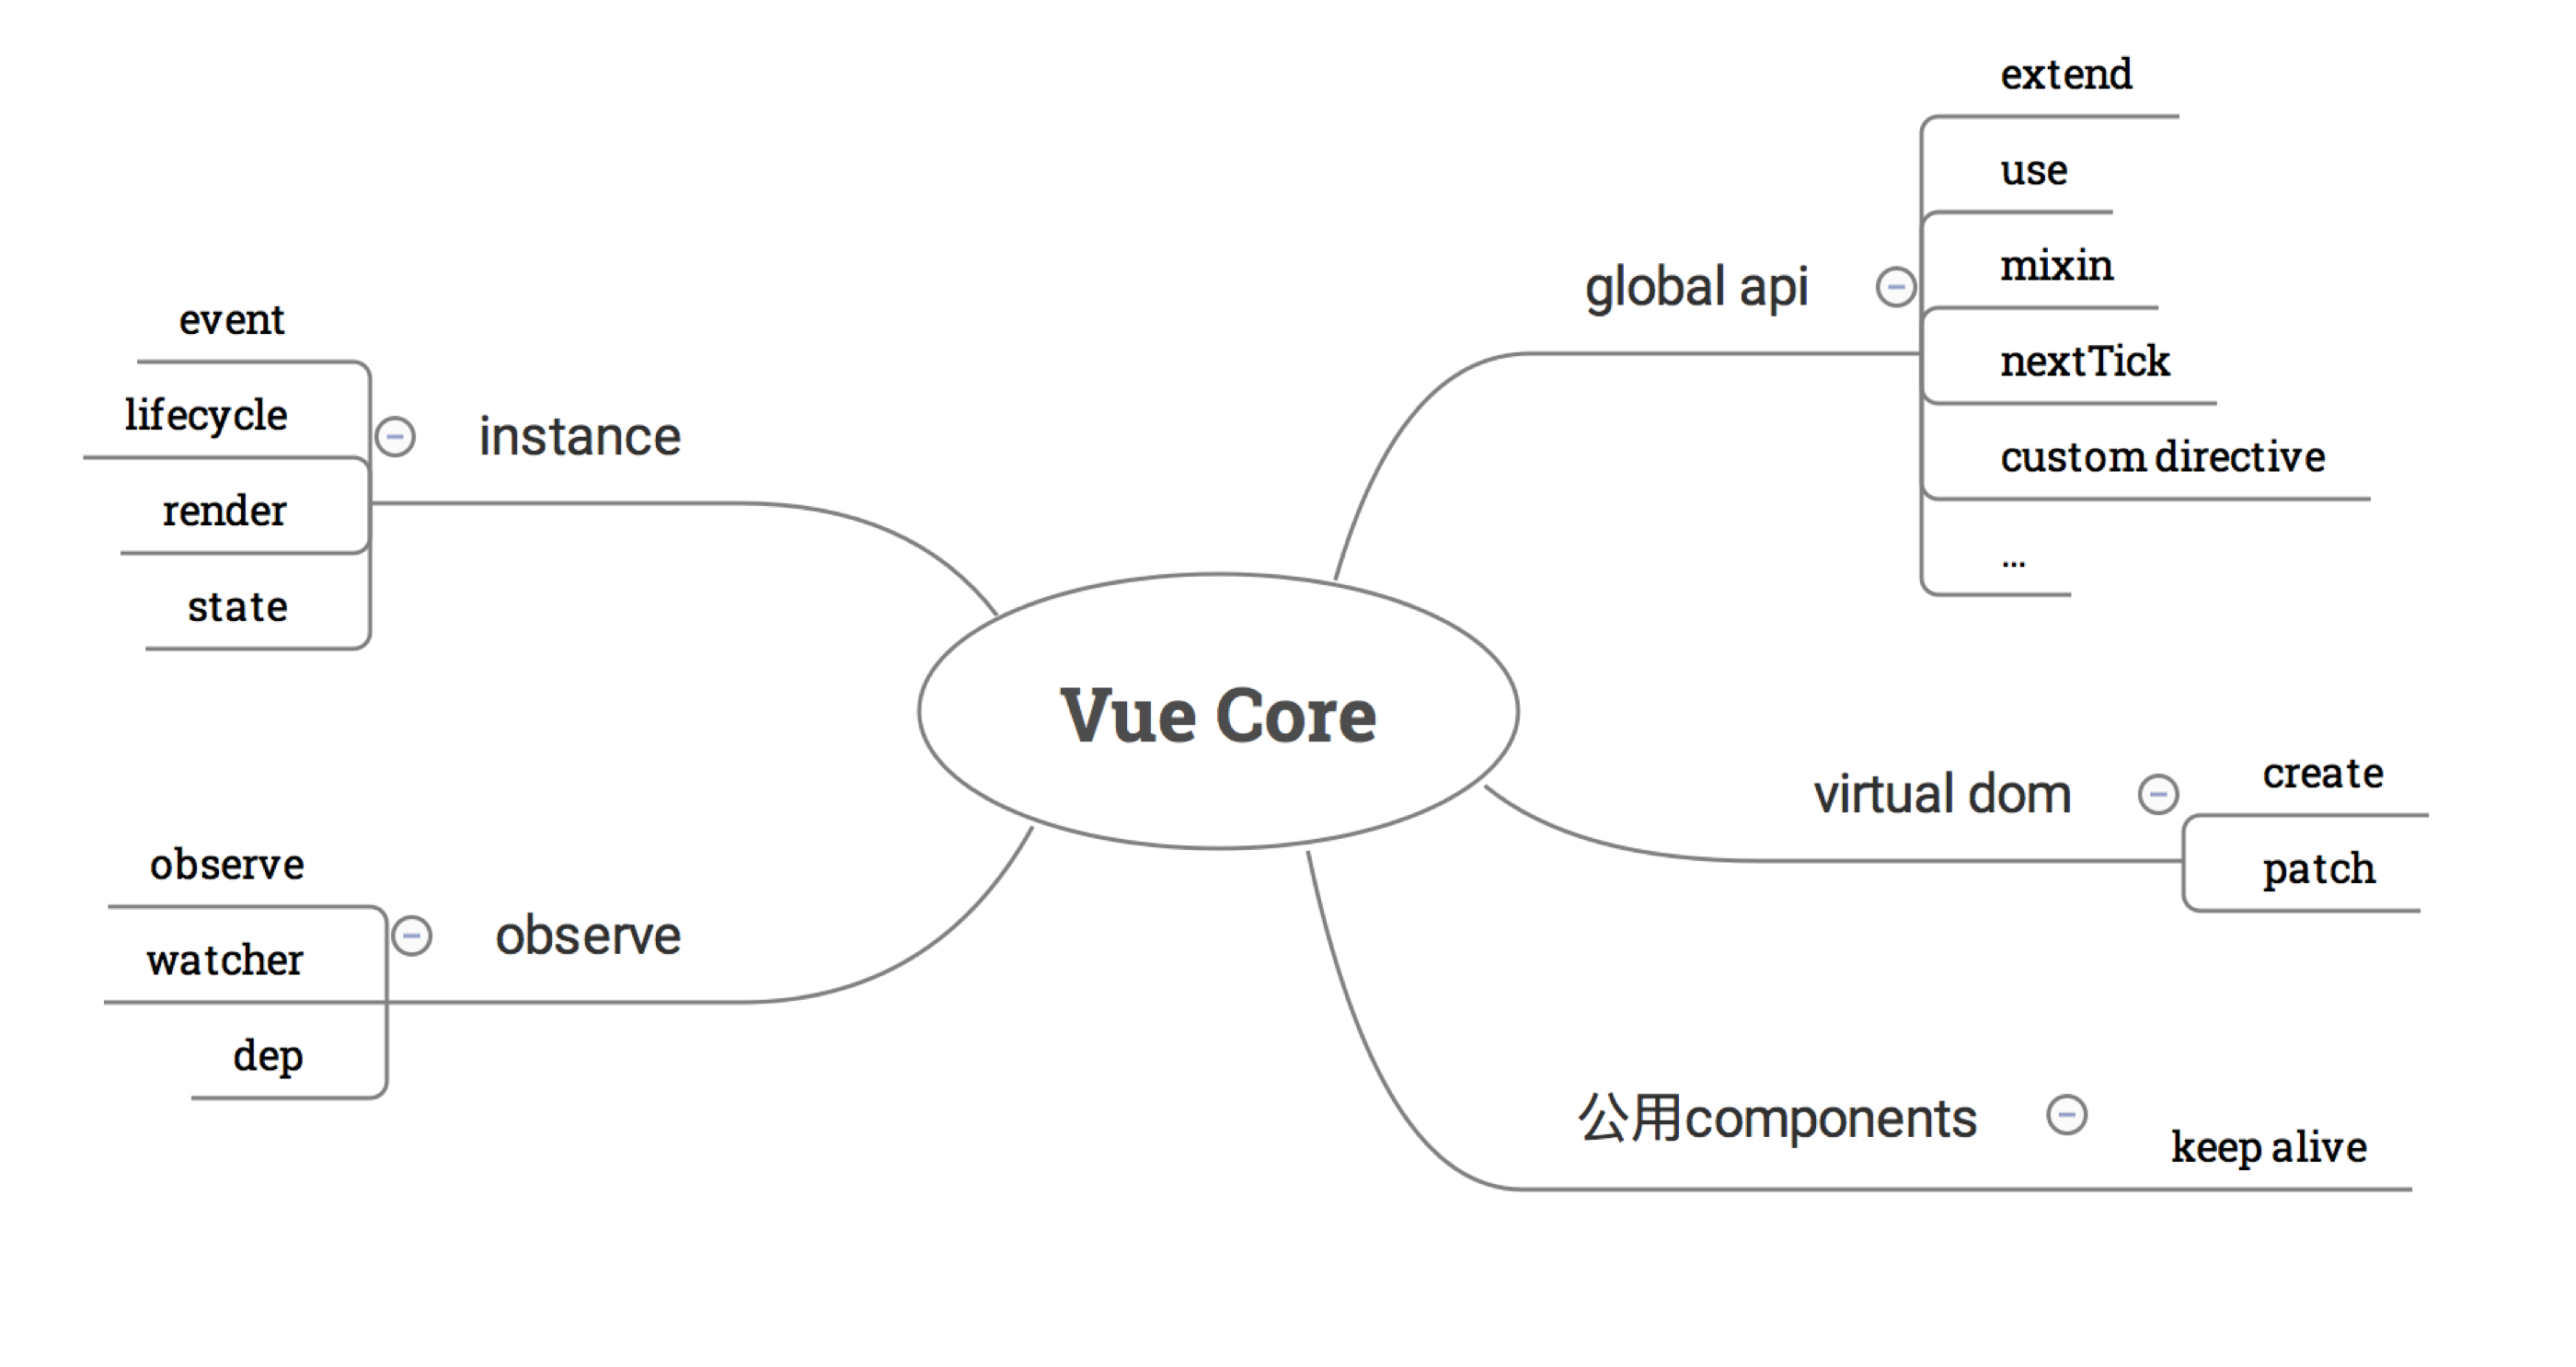 Vue Core
global api
extend
use
mixin
nextTick
custom directive
...
virtual dom
create
patch
公用components
keep alive
instance
event
lifecycle
render
state
observe
observe
watcher
dep